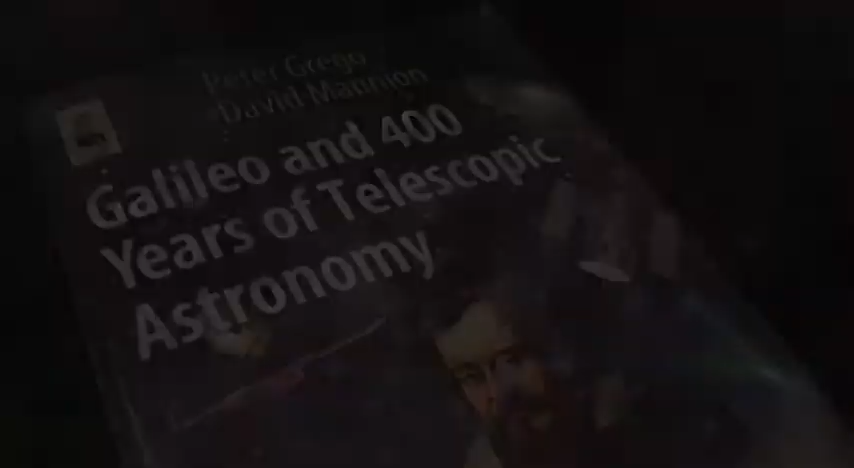 Peter Grego
David Mannion
Galileo and 400
Years of Telescopic
Astronomy